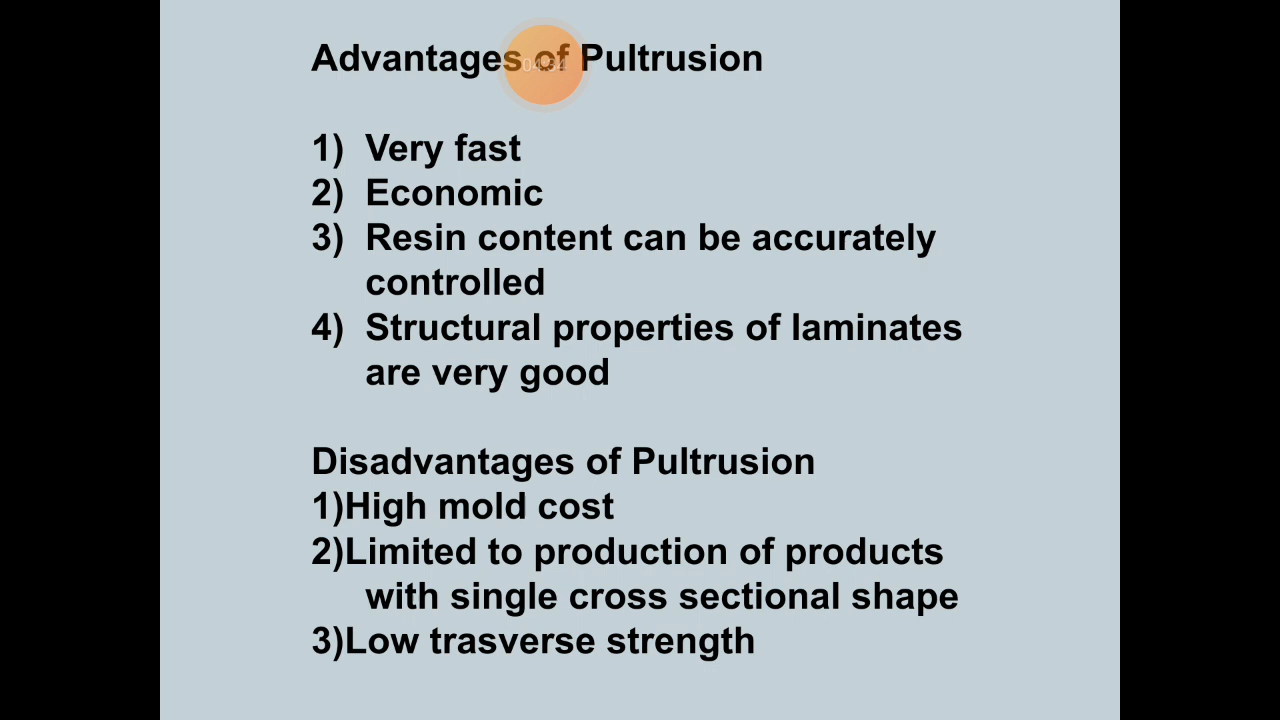 Advantages of Pultrusion
04:34
1) Very fast
2) Economic
3) Resin content can be accurately
controlled
4) Structural properties of laminates
are very good
Disadvantages of Pultrusion
1)High mold cost
2)Limited to production of products
with single cross sectional shape
3)Low trasverse strength